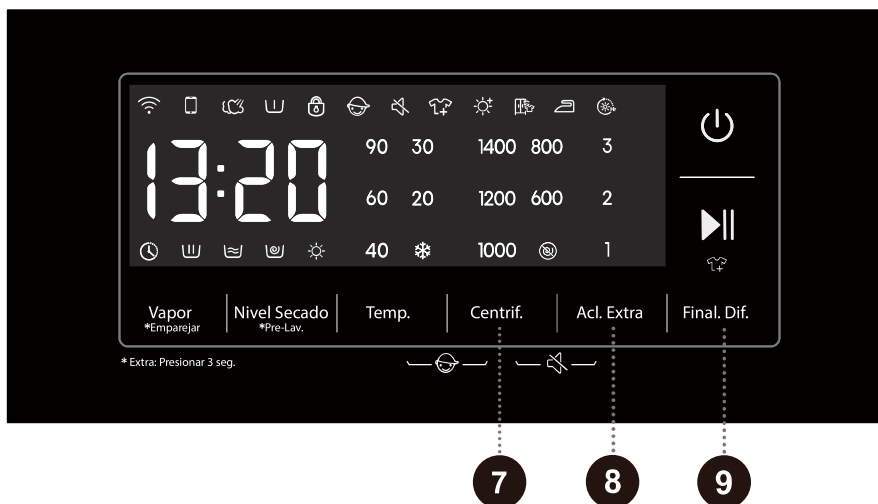 13:20
90 30 1400 800 3
60 20 1200 600 2
40 1000 1
Vapor
*Emparejar
Nivel Secado
*Pre-Lav.
Temp.
Centrif.
Acl. Extra
Final. Dif.
* Extra: Presionar 3 seg.
7 8 9